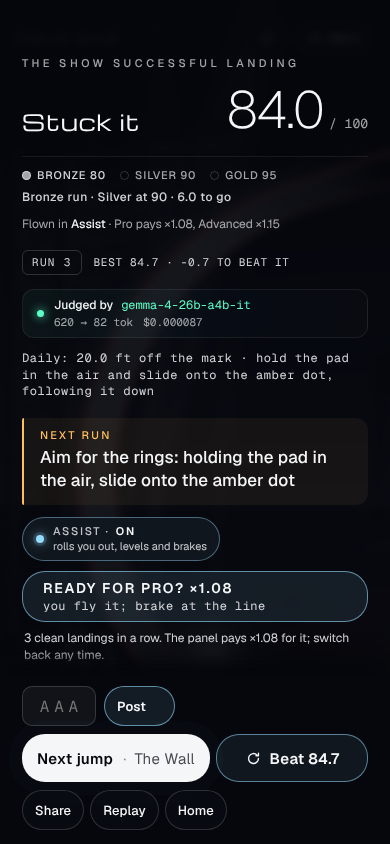 THE SHOW SUCCESSFUL LANDING
Stuck it
84.0 / 100
BRONZE 80 SILVER 90 GOLD 95
Bronze run · Silver at 90 · 6.0 to go
Flown in Assist · Pro pays ×1.08, Advanced ×1.15
RUN 3 BEST 84.7 · -0.7 TO BEAT IT
Judged by gemma-4-26b-a4b-it
620 → 82 tok $0.000087
Daily: 20.0 ft off the mark · hold the pad
in the air and slide onto the amber dot,
following it down
NEXT RUN
Aim for the rings: holding the pad in
the air, slide onto the amber dot
ASSIST · ON
rolls you out, levels and brakes
READY FOR PRO? ×1.08
you fly it; brake at the line
3 clean landings in a row. The panel pays ×1.08 for it; switch
back any time.
AAA Post
Next jump · The Wall
Beat 84.7
Share Replay Home